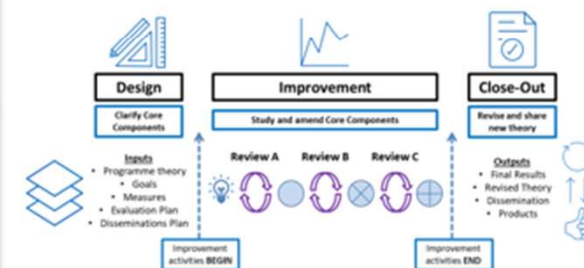 Design
Improvement
Close-Out
Clarify Core
Components
Study and amend Core Components
Revise and share
new theory
Inputs
• Programme theory
• Goals
• Measures
• Evaluation Plan
• Disseminations Plan
Review A
Review B
Review C
Outputs
• Final Results
• Revised Theory
• Dissemination
• Products
Improvement
activities BEGIN
Improvement
activities END